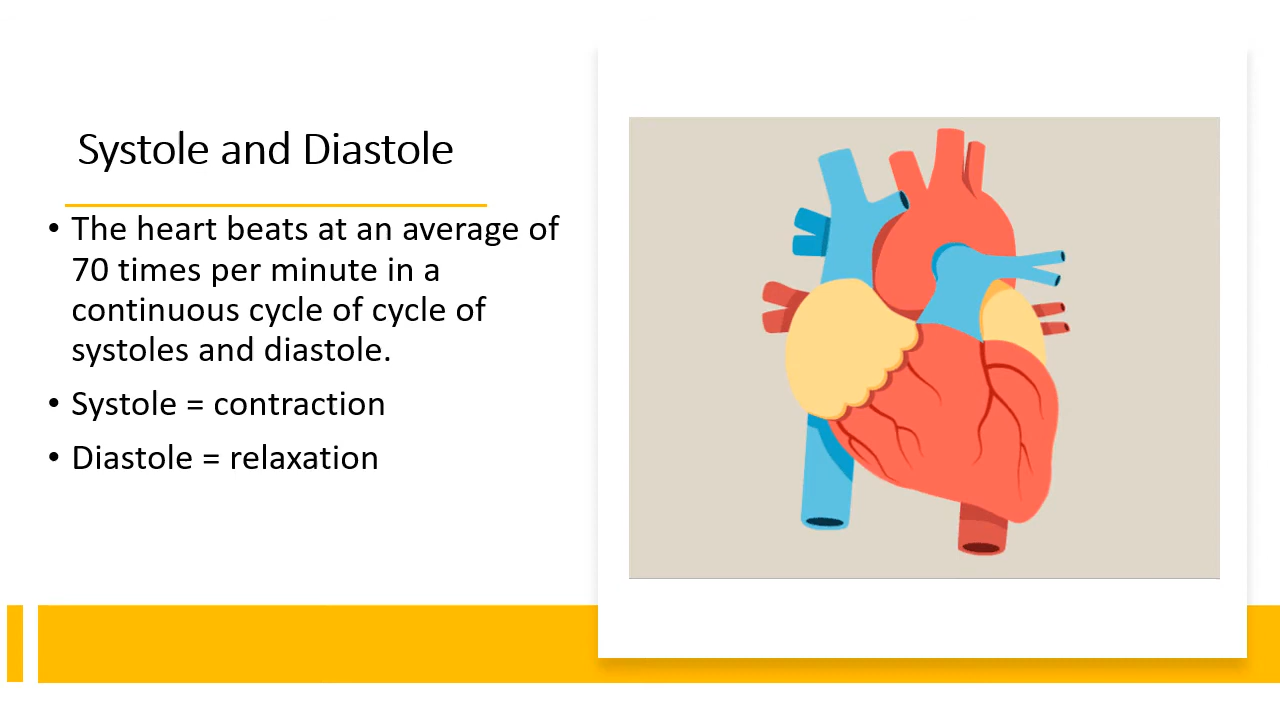 Systole and Diastole
• The heart beats at an average of
70 times per minute in a
continuous cycle of cycle of
systoles and diastole.
• Systole = contraction
• Diastole = relaxation